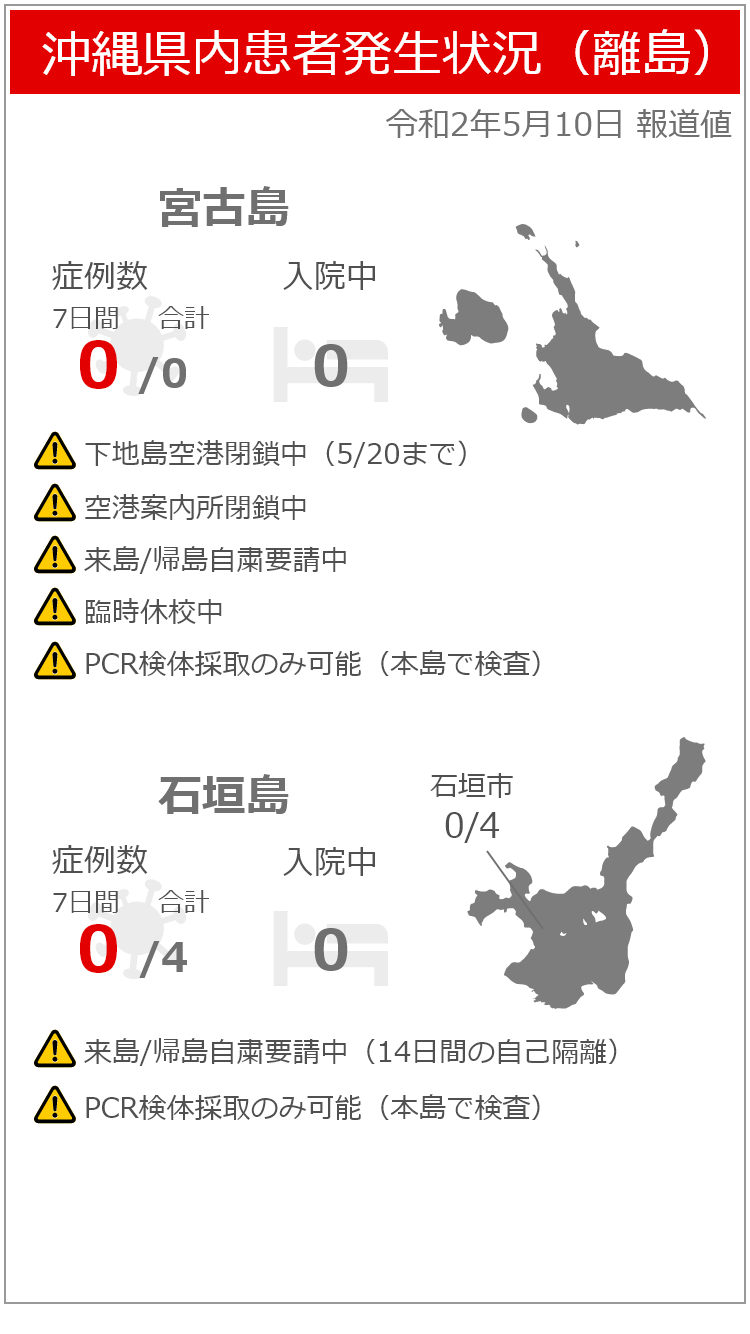 沖縄県内患者発生状況（離島）
令和2年5月10日 報道値
宮古島
症例数
入院中
7日間 合計
0 /0
0
下地島空港閉鎖中（5/20まで）
空港案内所閉鎖中
来島/帰島自粛要請中
臨時休校中
PCR検体採取のみ可能（本島で検査）
石垣島
石垣市
0/4
症例数
入院中
7日間 合計
0 /4
0
来島/帰島自粛要請中（14日間の自己隔離）
PCR検体採取のみ可能（本島で検査）